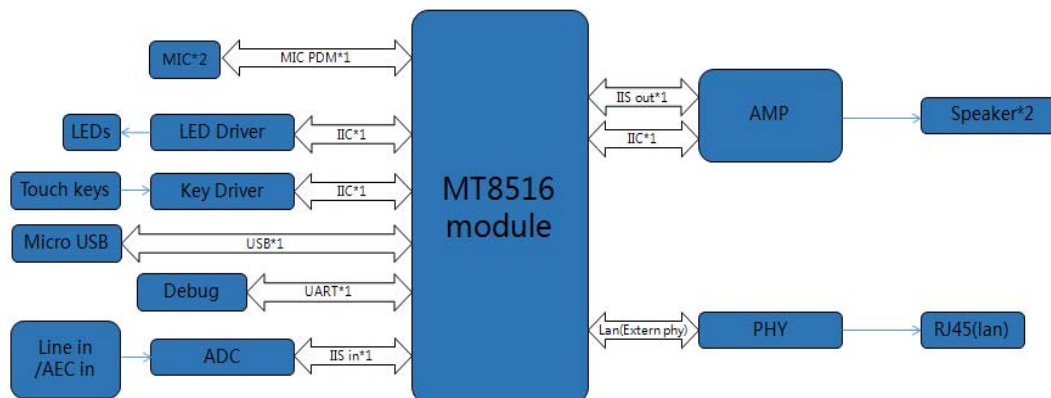 MIC*2
MIC PDM*1
LEDs
LED Driver
IIC*1
Touch keys
Key Driver
IIC*1
Micro USB
USB*1
Debug
UART*1
Line in
/AEC in
ADC
IIS in*1
MT8516
module
IIS out*1
IIC*1
AMP
Speaker*2
Lan(Extern phy)
PHY
RJ45(lan)